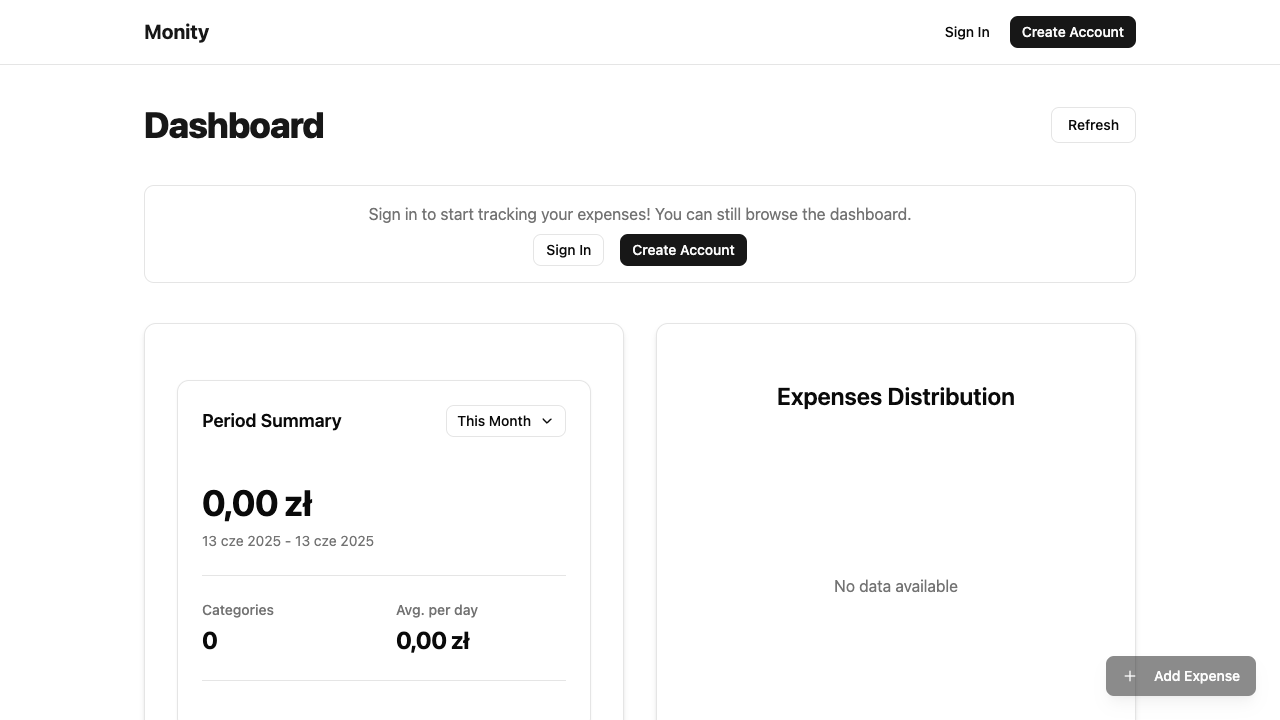 Monity
Sign In
Create Account
Dashboard
Refresh
Sign in to start tracking your expenses! You can still browse the dashboard.
Sign In
Create Account
Period Summary
This Month
0,00 zł
13 cze 2025 - 13 cze 2025
Categories
Avg. per day
0
0,00 zł
Expenses Distribution
No data available
Add Expense